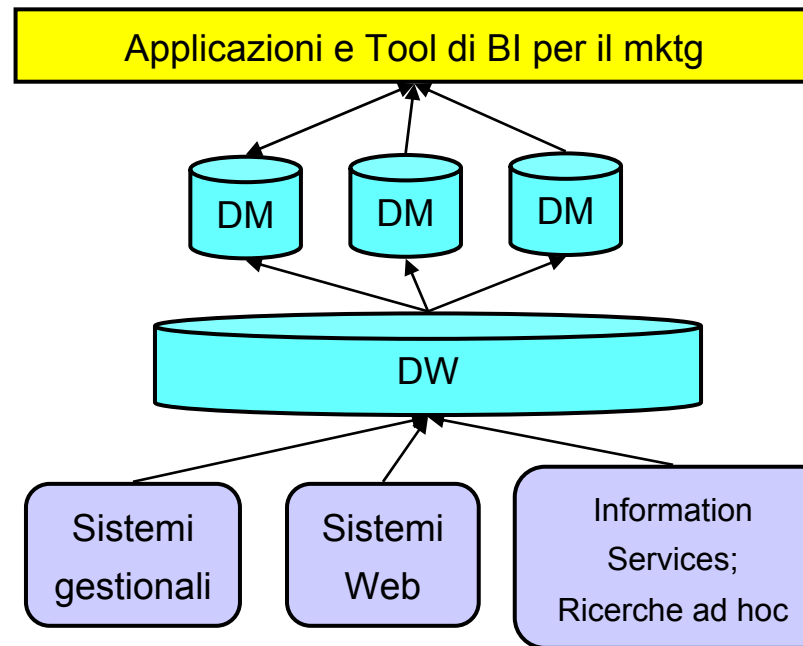 Applicazioni e Tool di BI per il mktg
DM
DM
DM
DW
Sistemi
gestionali
Sistemi
Web
Information
Services;
Ricerche ad hoc